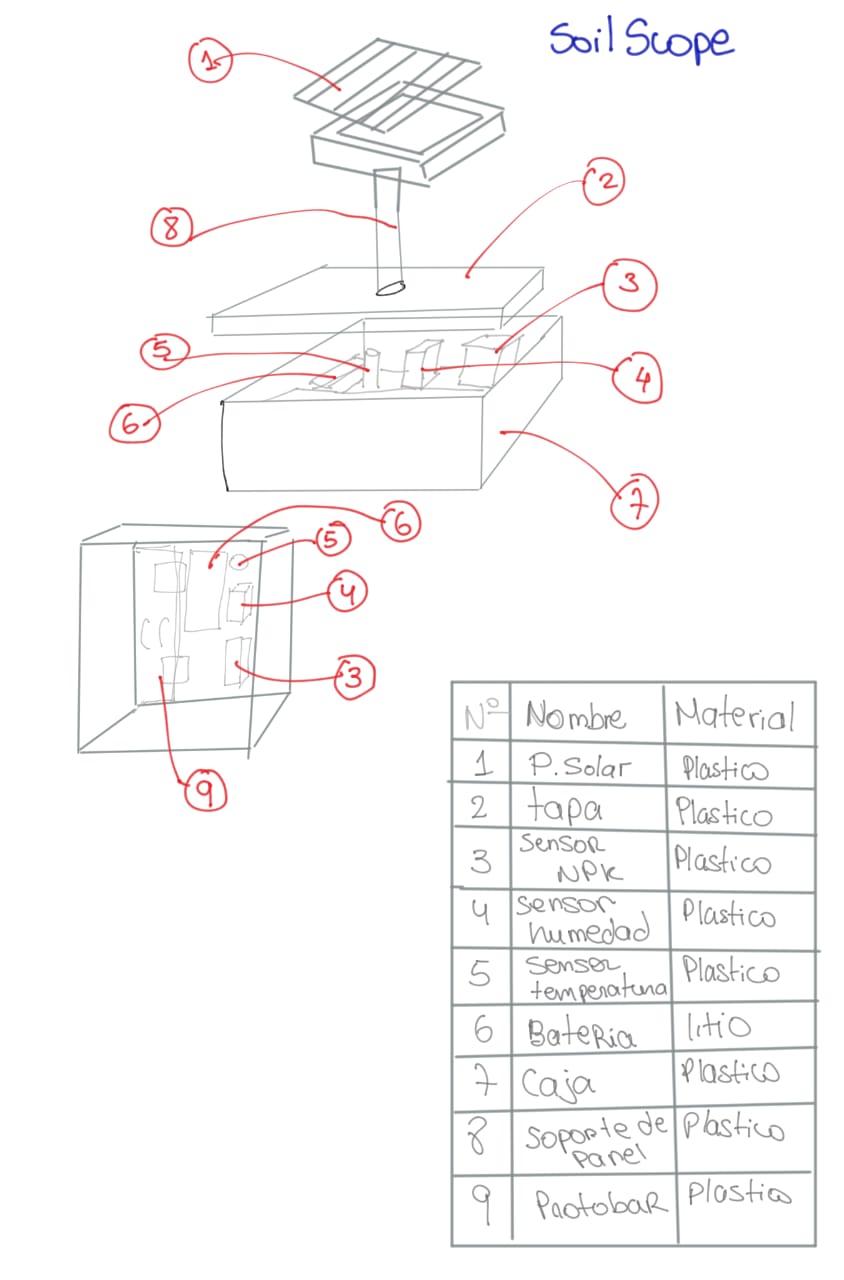 Soil Scope
1
2
8
3
5
4
6
7
6
5
4
3
9
Nº Nombre Material
1 P. Solar Plastico
2 tapa Plastico
3 Sensor NPK Plastico
4 Sensor humedad Plastico
5 Sensor temperatura Plastico
6 Bateria litio
7 Caja Plastico
8 Soporte de Panel Plastico
9 Protobar Plastico